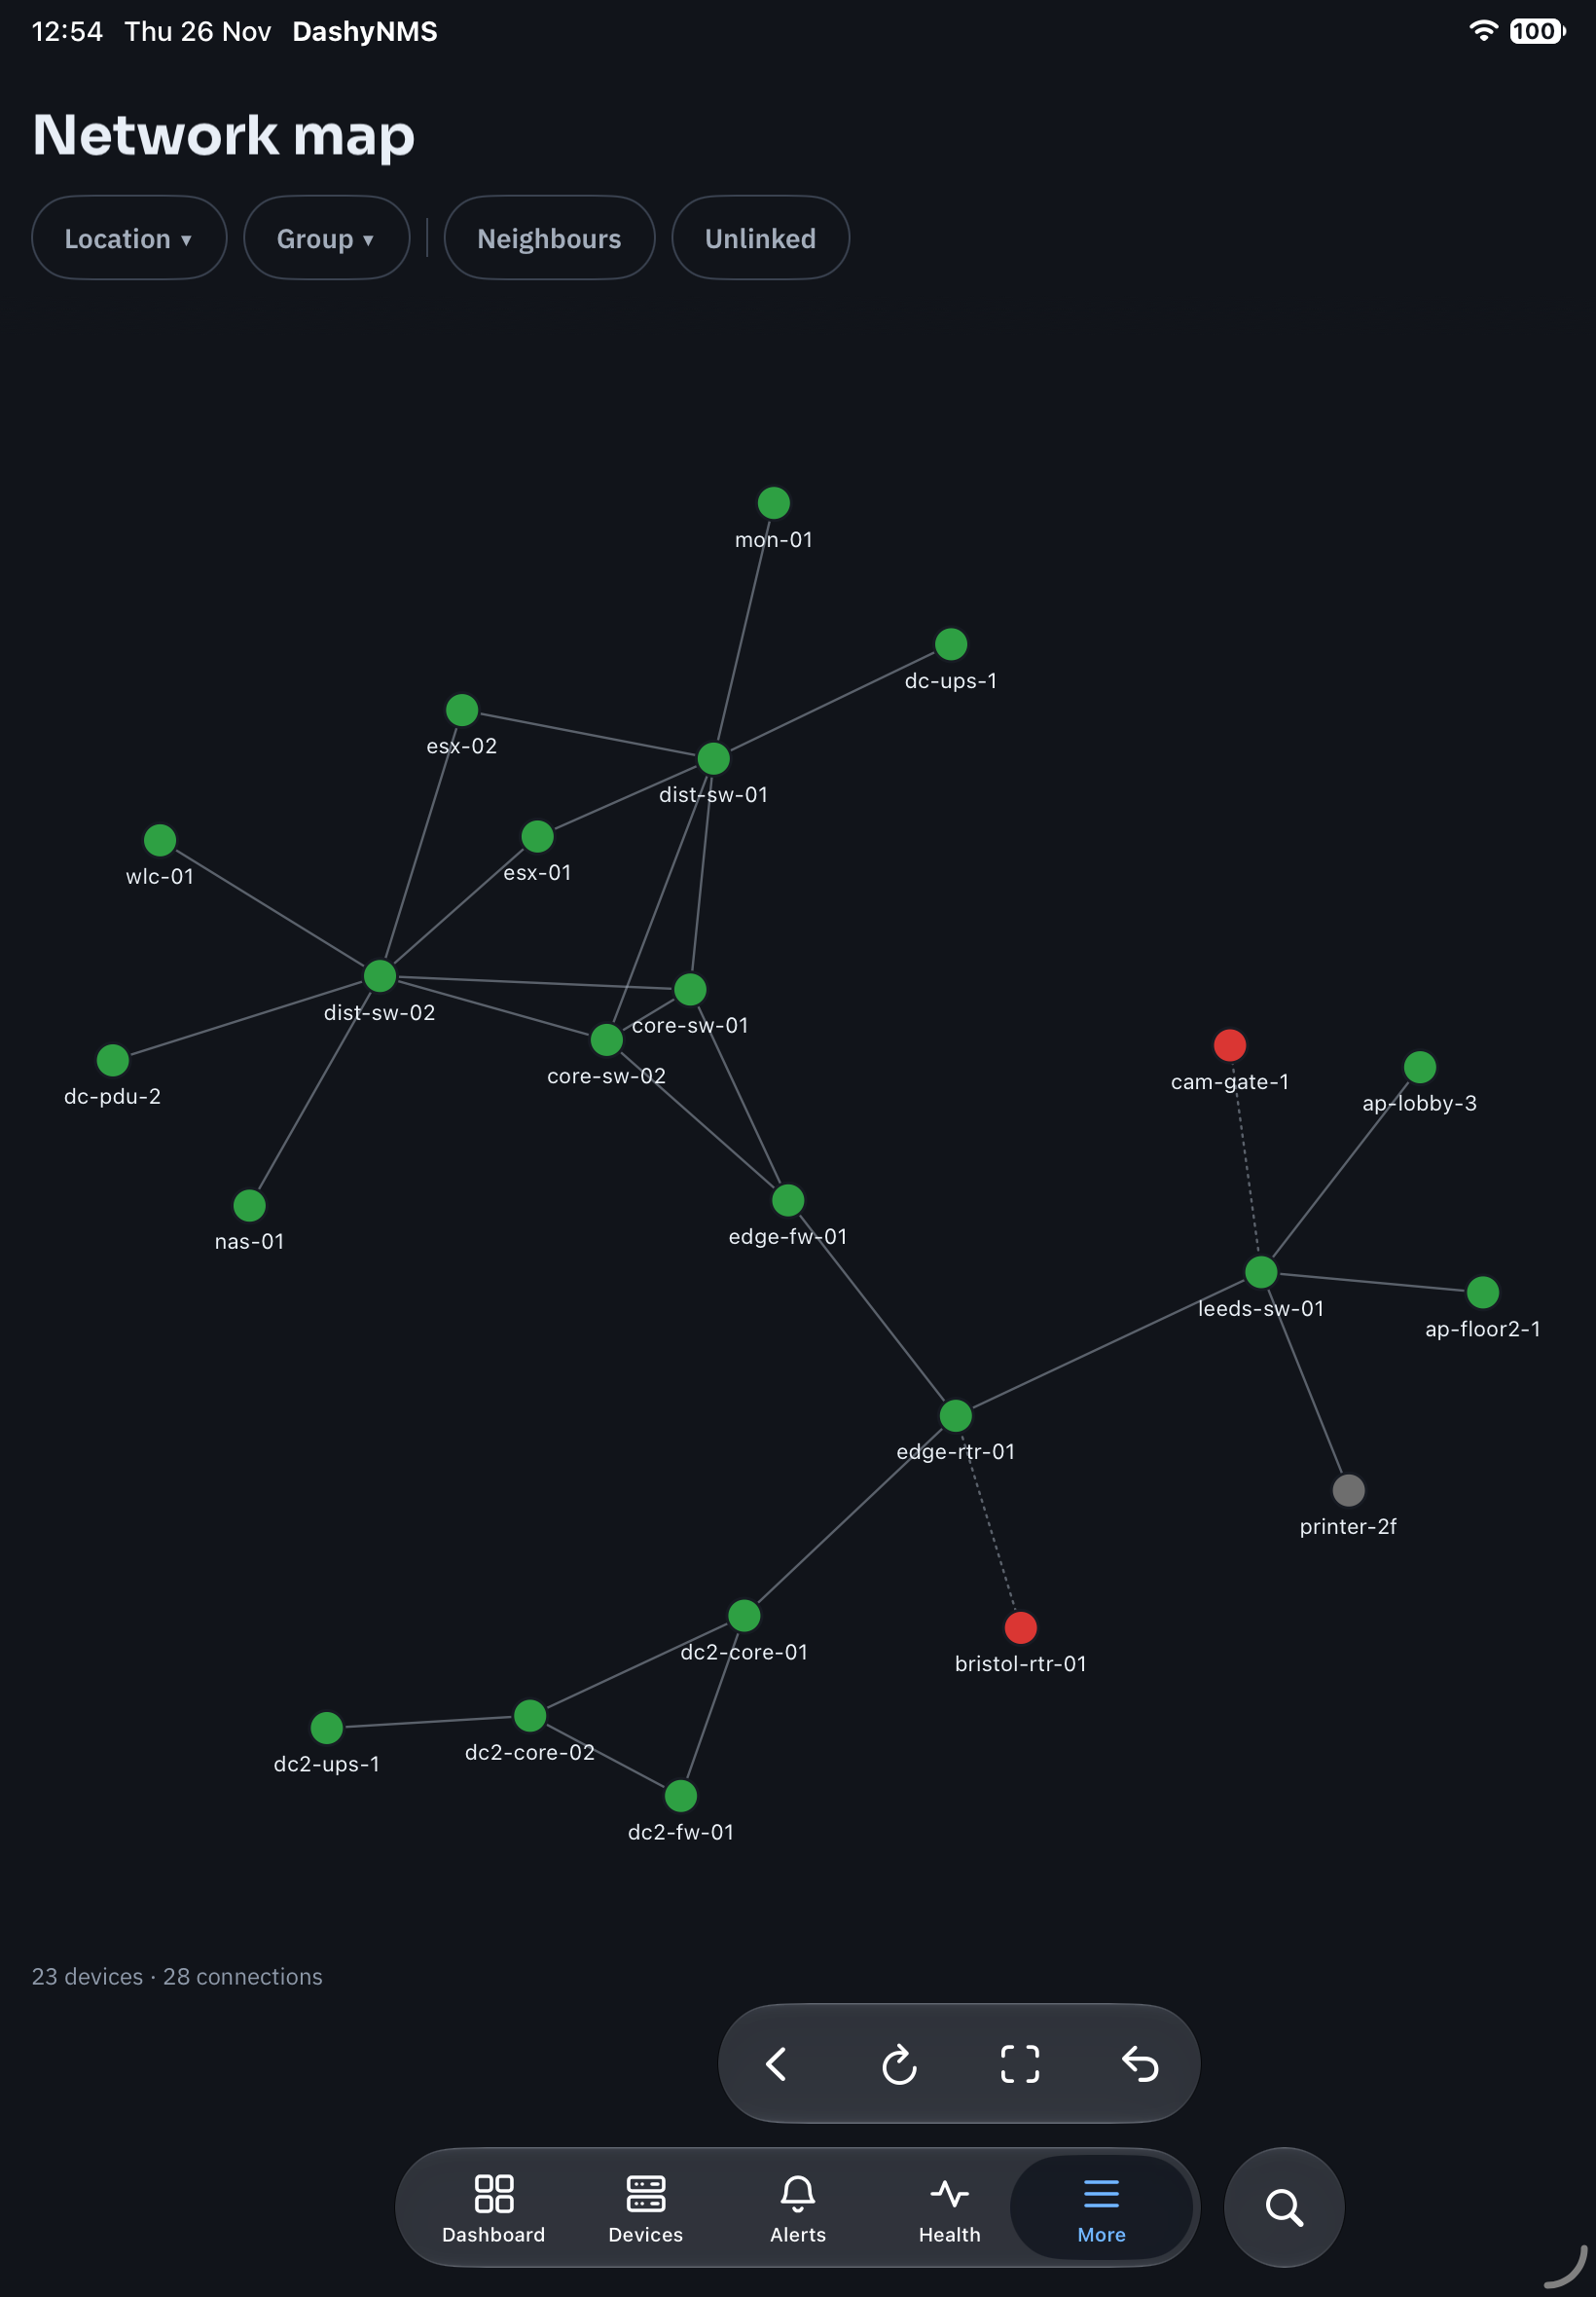 12:54 Thu 26 Nov DashyNMS 100
Network map
Location ▾ Group ▾ Neighbours Unlinked
mon-01
dc-ups-1
esx-02
dist-sw-01
esx-01
wlc-01
dist-sw-02
core-sw-01
core-sw-02
cam-gate-1
dc-pdu-2
ap-lobby-3
edge-fw-01
nas-01
leeds-sw-01
ap-floor2-1
edge-rtr-01
printer-2f
dc2-core-01
bristol-rtr-01
dc2-core-02
dc2-ups-1
dc2-fw-01
23 devices · 28 connections
Dashboard Devices Alerts Health More